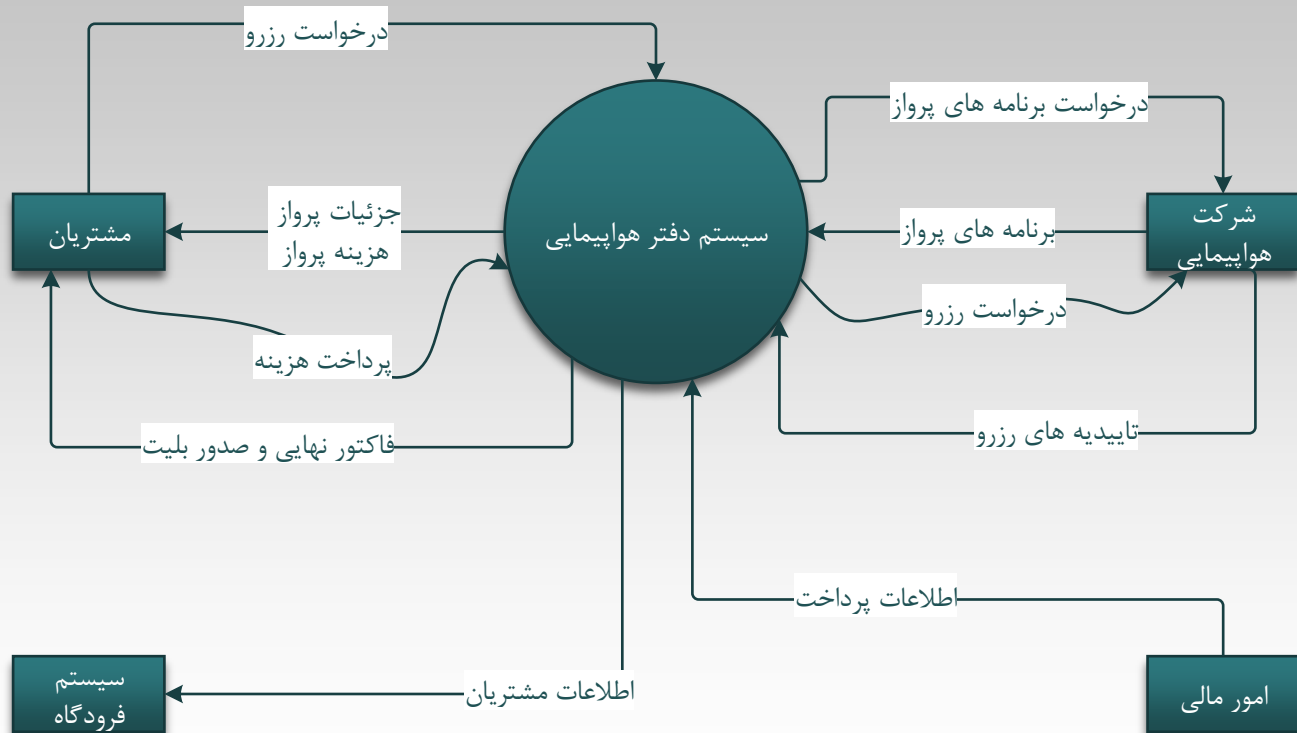 درخواست رزرو
درخواست برنامه های پرواز
مشتریان
جزئیات پرواز
هزینه پرواز
سیستم دفتر هواپیمایی
برنامه های پرواز
شرکت
هواپیمایی
درخواست رزرو
پرداخت هزینه
فاکتور نهایی و صدور بلیت
تاییدیه های رزرو
اطلاعات پرداخت
اطلاعات مشتریان
سیستم
فرودگاه
امور مالی